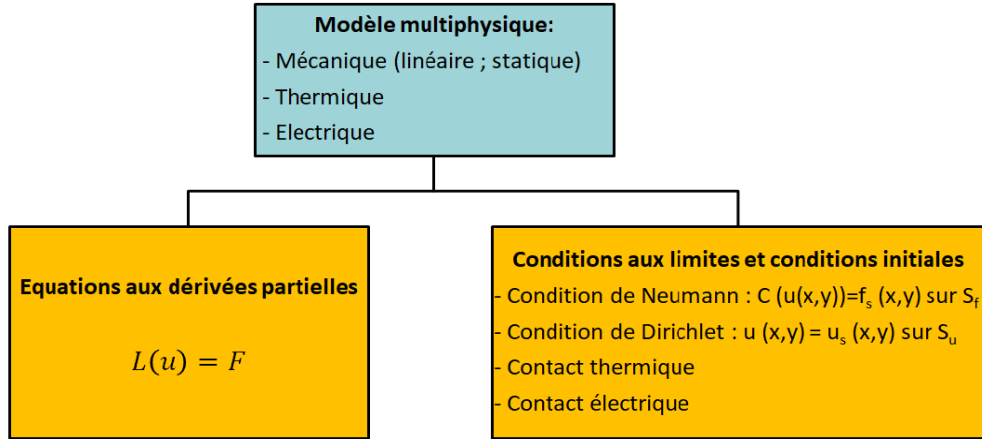 Modèle multiphysique:
- Mécanique (linéaire ; statique)
- Thermique
- Electrique
Equations aux dérivées partielles
L(u) = F
Conditions aux limites et conditions initiales
- Condition de Neumann : C (u(x,y))=fₛ (x,y) sur S_f
- Condition de Dirichlet : u (x,y) = uₛ (x,y) sur Sᵤ
- Contact thermique
- Contact électrique